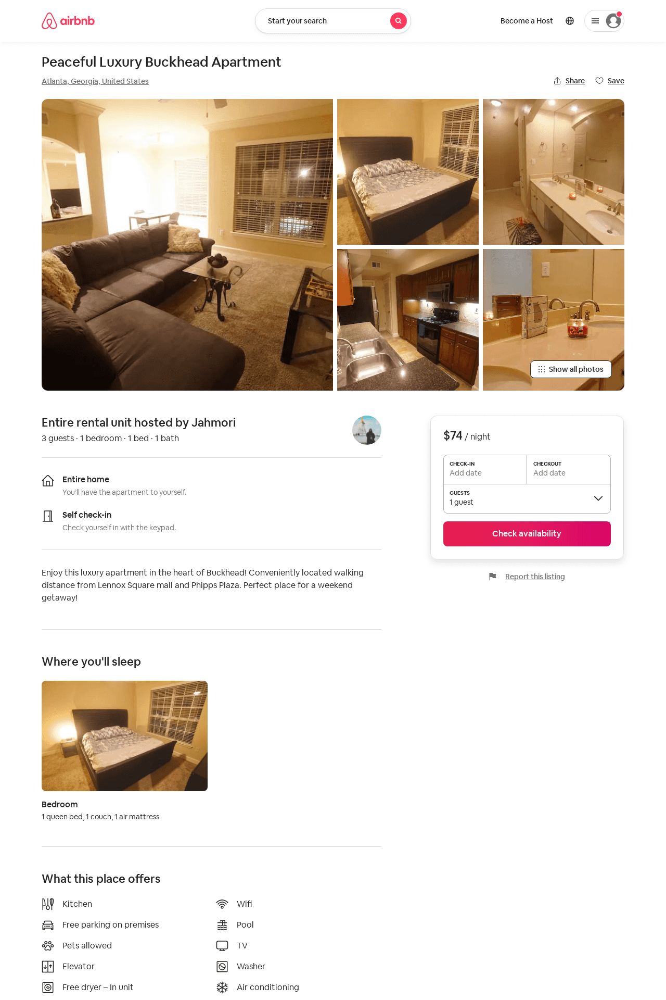 airbnb
Start your search
Become a Host
Peaceful Luxury Buckhead Apartment
Atlanta, Georgia, United States
Share
Save
Show all photos
Entire rental unit hosted by Jahmori
3 guests · 1 bedroom · 1 bed · 1 bath
Entire home
You’ll have the apartment to yourself.
Self check-in
Check yourself in with the keypad.
Enjoy this luxury apartment in the heart of Buckhead! Conveniently located walking
distance from Lennox Square mall and Phipps Plaza. Perfect place for a weekend
getaway!
$74 / night
CHECK-IN
Add date
CHECKOUT
Add date
GUESTS
1 guest
Check availability
Report this listing
Where you'll sleep
Bedroom
1 queen bed, 1 couch, 1 air mattress
What this place offers
Kitchen
Wifi
Free parking on premises
Pool
Pets allowed
TV
Elevator
Washer
Free dryer – In unit
Air conditioning